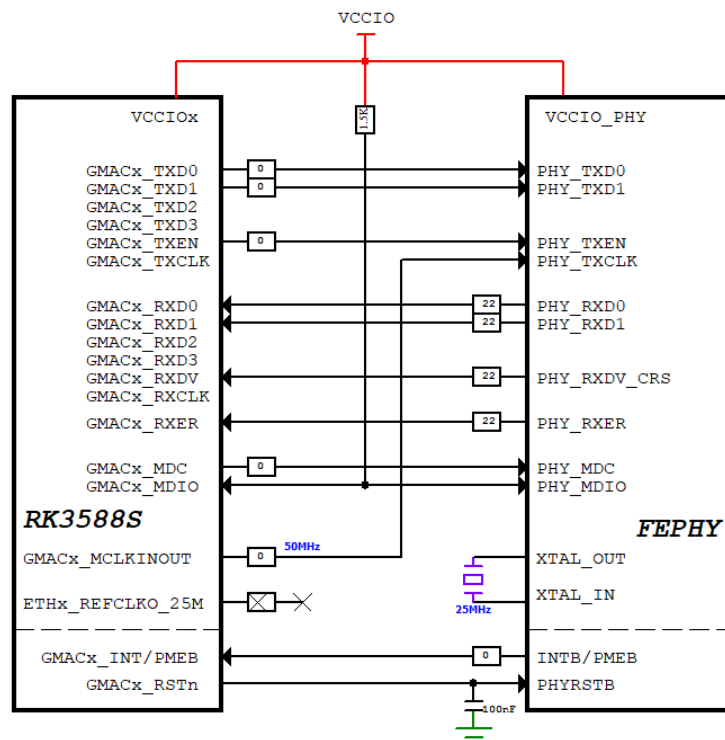 VCCIO
VCCIOx
1.5K
VCCIO_PHY
GMACx_TXD0 0 PHY_TXD0
GMACx_TXD1 0 PHY_TXD1
GMACx_TXD2
GMACx_TXD3
GMACx_TXEN 0 PHY_TXEN
GMACx_TXCLK PHY_TXCLK
GMACx_RXD0 22 PHY_RXD0
GMACx_RXD1 22 PHY_RXD1
GMACx_RXD2
GMACx_RXD3
GMACx_RXDV 22 PHY_RXDV_CRS
GMACx_RXCLK
GMACx_RXER 22 PHY_RXER
GMACx_MDC 0 PHY_MDC
GMACx_MDIO PHY_MDIO
RK3588S FEPHY
GMACx_MCLKINOUT 0 50MHz XTAL_OUT
ETHx_REFCLKO_25M 25MHz XTAL_IN
GMACx_INT/PMEB 0 INTB/PMEB
GMACx_RSTn PHYRSTB
100nF